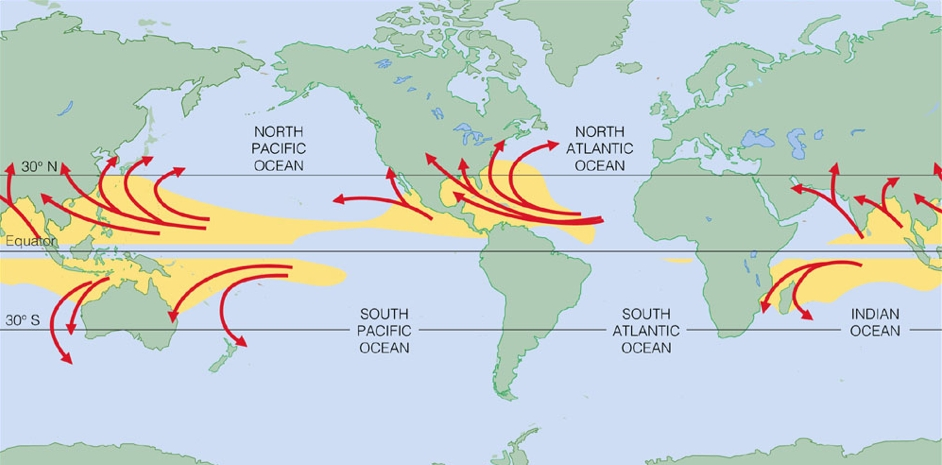 NORTH
PACIFIC
OCEAN
NORTH
ATLANTIC
OCEAN
30° N
Equator
30° S
SOUTH
PACIFIC
OCEAN
SOUTH
ATLANTIC
OCEAN
INDIAN
OCEAN